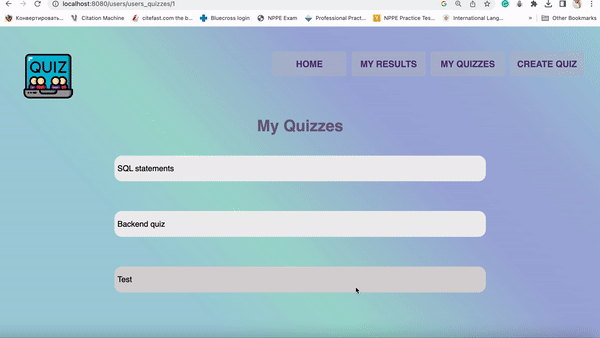 localhost:8080/users/users_quizzes/1
Конвертировать... Citation Machine citefast.com the b... Bluecross login NPPE Exam Professional Pract... NPPE Practice Tes... International Lang... » Other Bookmarks
QUIZ HOME MY RESULTS MY QUIZZES CREATE QUIZ
My Quizzes
SQL statements
Backend quiz
Test